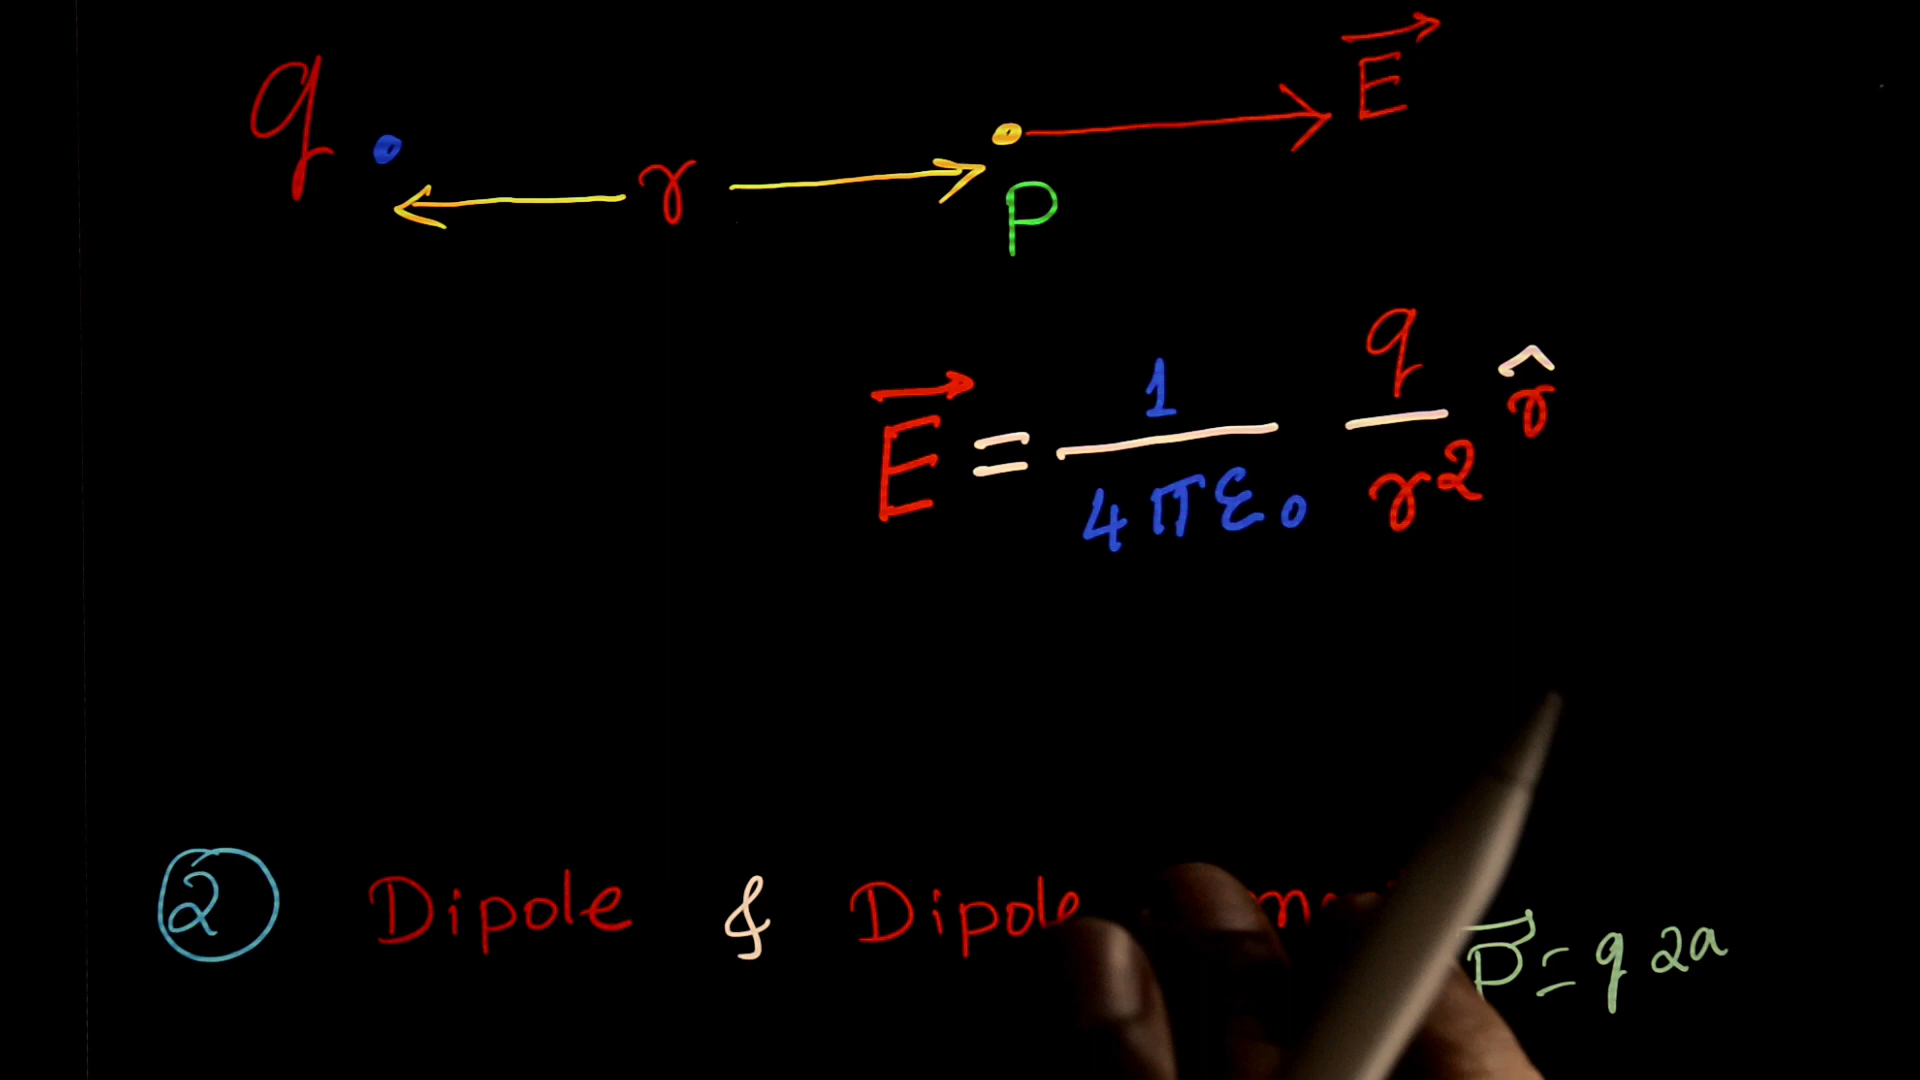 q r P E⃗
E⃗ = 1/4πε₀ q/r² r̂
② Dipole & Dipole
P⃗ = q 2a